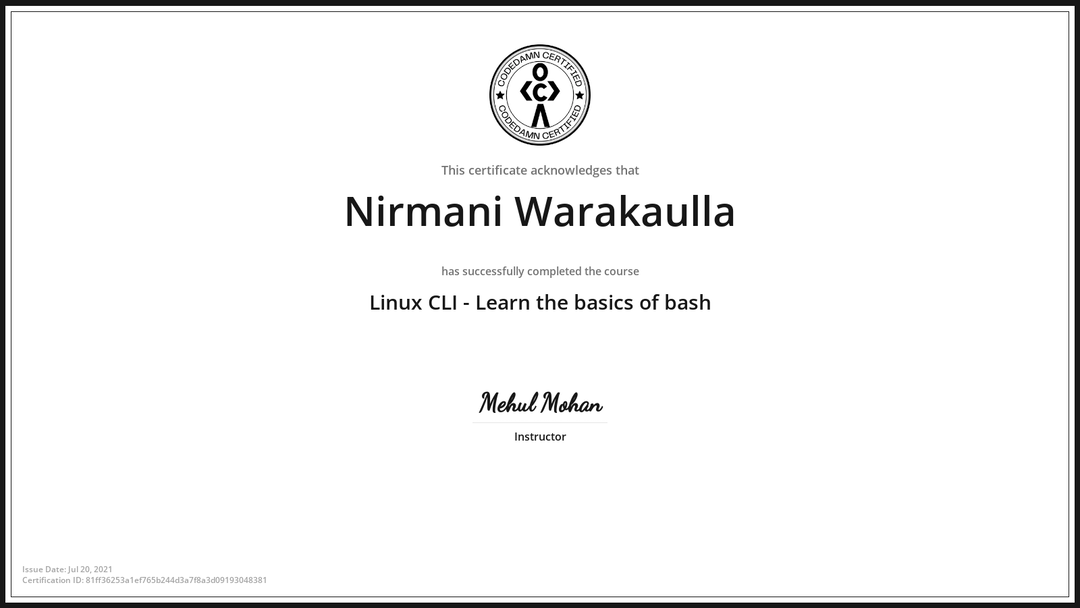 CODEDAMN CERTIFIED
CODEDAMN CERTIFIED
This certificate acknowledges that
Nirmani Warakaulla
has successfully completed the course
Linux CLI - Learn the basics of bash
Mehul Mohan
Instructor
Issue Date: Jul 20, 2021
Certification ID: 81ff36253a1ef765b244d3a7f8a3d09193048381